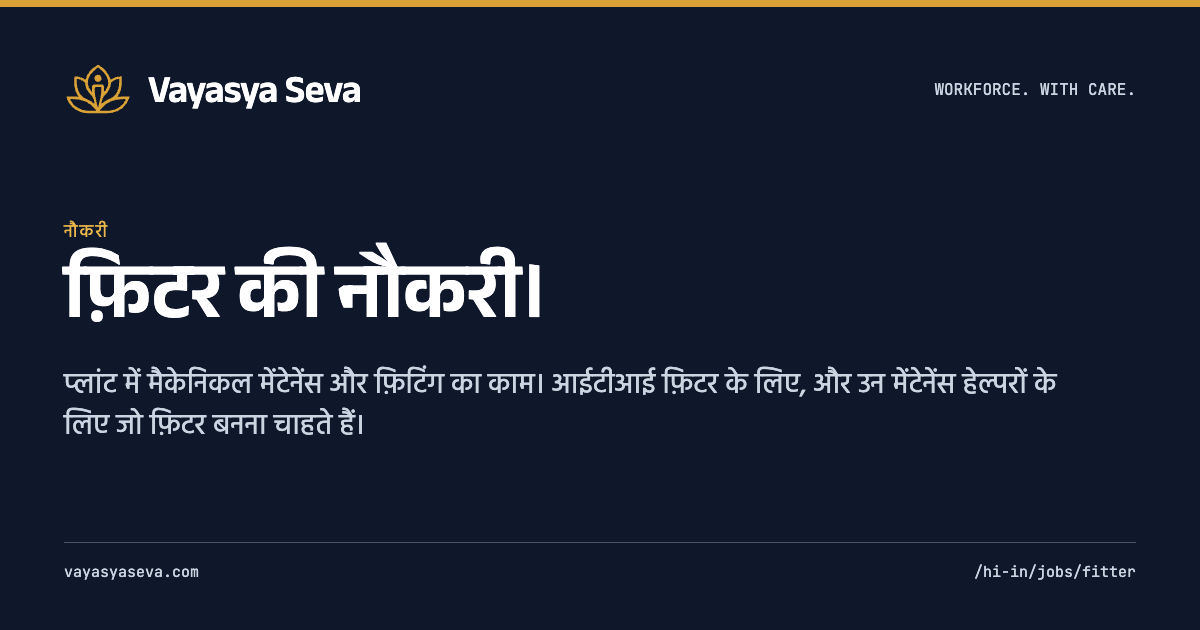 Vayasya Seva
WORKFORCE. WITH CARE.
नौकरी
फ़िटर की नौकरी।
प्लांट में मैकेनिकल मेंटेनेंस और फ़िटिंग का काम। आईटीआई फ़िटर के लिए, और उन मेंटेनेंस हेल्परों के
लिए जो फ़िटर बनना चाहते हैं।
vayasyaseva.com
/hi-in/jobs/fitter